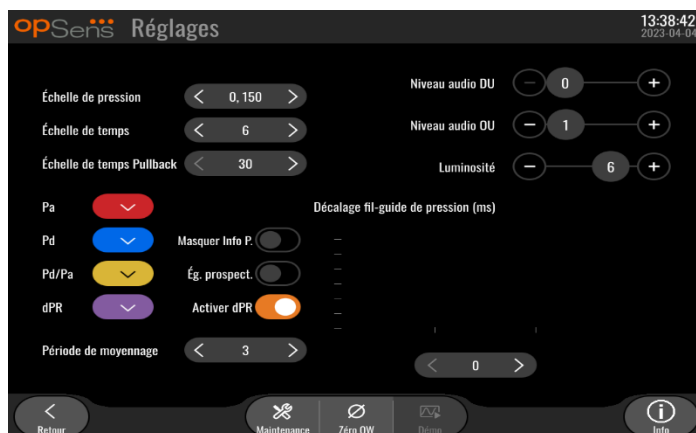 opSens Réglages
13:38:42
2023-04-04
Échelle de pression 0, 150
Échelle de temps 6
Échelle de temps Pullback 30
Niveau audio DU 0
Niveau audio OU 1
Luminosité 6
Pa
Pd
Pd/Pa
dPR
Masquer Info P.
Ég. prospect.
Activer dPR
Période de moyennage 3
Décalage fil-guide de pression (ms)
0
Retour
Maintenance
Zéro OW
Démo
Info